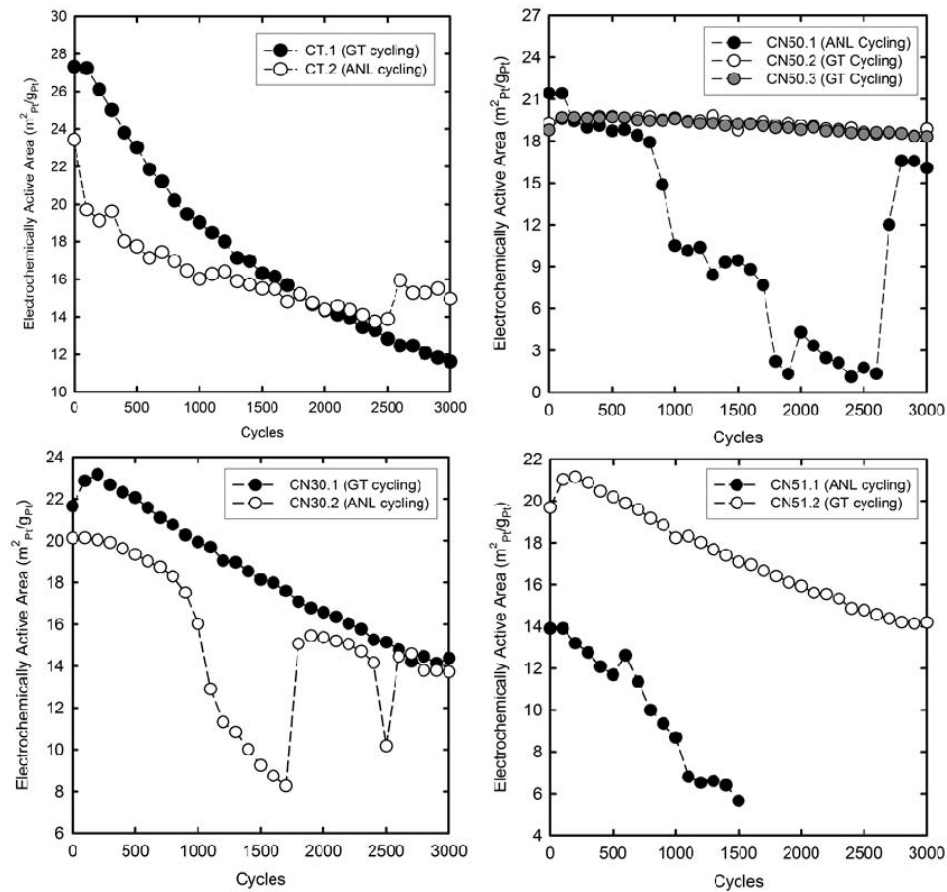 30
28
26
24
22
20
18
16
14
12
10
Electrochemically Active Area (m²Pt/gPt)
CT.1 (GT cycling)
CT.2 (ANL cycling)
0 500 1000 1500 2000 2500 3000
Cycles
27
24
21
18
15
12
9
6
3
0
Electrochemically Active Area (m²Pt/gPt)
CN50.1 (ANL Cycling)
CN50.2 (GT Cycling)
CN50.3 (GT Cycling)
0 500 1000 1500 2000 2500 3000
Cycles
24
22
20
18
16
14
12
10
8
6
Electrochemically Active Area (m²Pt/gPt)
CN30.1 (GT cycling)
CN30.2 (ANL cycling)
0 500 1000 1500 2000 2500 3000
Cycles
22
20
18
16
14
12
10
8
6
4
Electrochemically Active Area (m²Pt/gPt)
CN51.1 (ANL cycling)
CN51.2 (GT cycling)
0 500 1000 1500 2000 2500 3000
Cycles